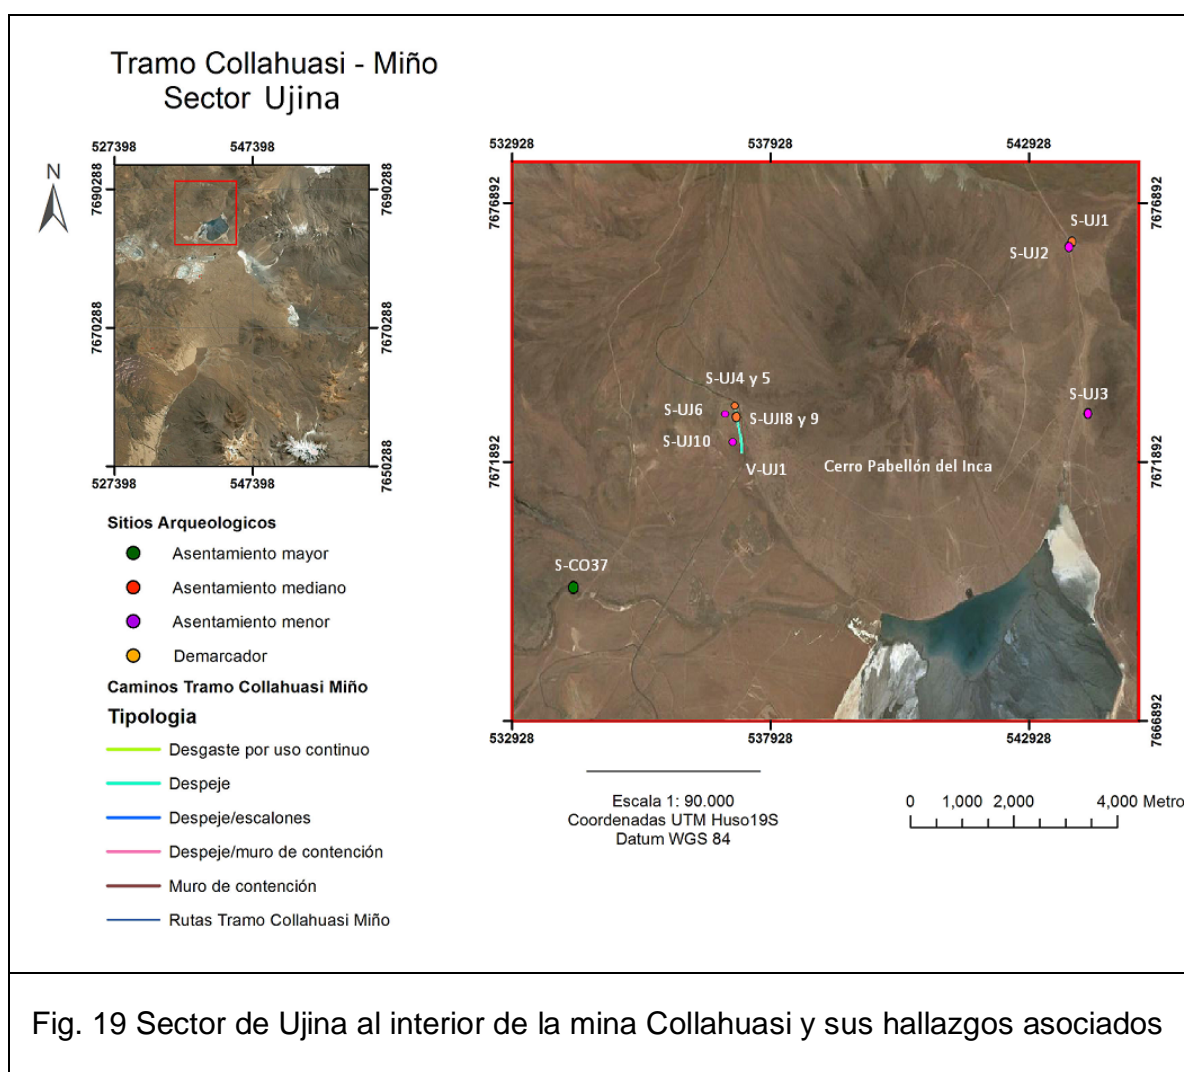 Tramo Collahuasi - Miño
Sector Ujina
N
527398 547398
7690288 7690288
7670288 7670288
7650288
527398 547398
Sitios Arqueologicos
Asentamiento mayor
Asentamiento mediano
Asentamiento menor
Demarcador
Caminos Tramo Collahuasi Miño
Tipologia
Desgaste por uso continuo
Despeje
Despeje/escalones
Despeje/muro de contención
Muro de contención
Rutas Tramo Collahuasi Miño
532928 537928 542928
7676892 7676892
S-UJ1
S-UJ2
S-UJ4 y 5
S-UJ6
S-UJI8 y 9
S-UJ3
S-UJ10
V-UJ1
Cerro Pabellón del Inca
7671892 7671892
S-CO37
7666892
532928 537928 542928
Escala 1: 90.000
Coordenadas UTM Huso19S
Datum WGS 84
0 1,000 2,000 4,000 Metro
Fig. 19 Sector de Ujina al interior de la mina Collahuasi y sus hallazgos asociados